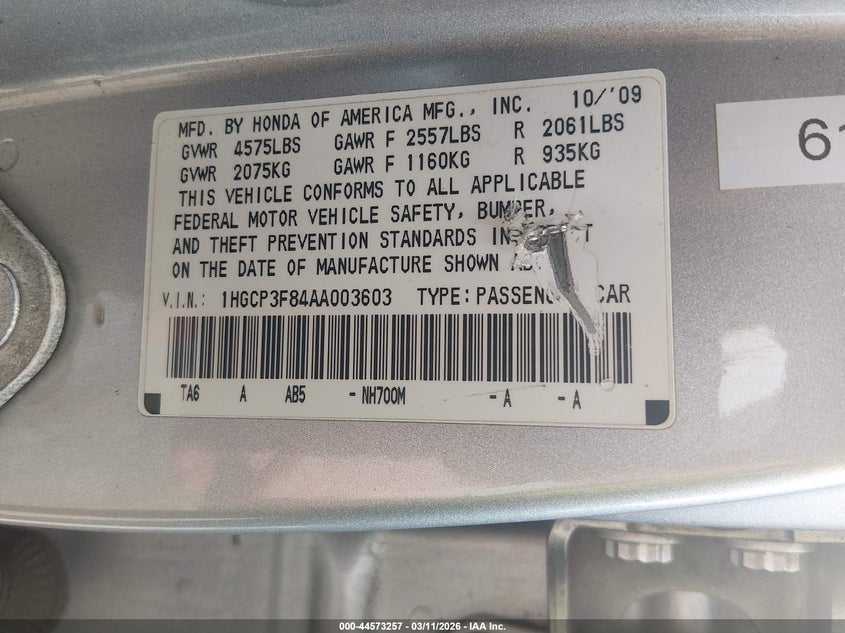 MFD. BY HONDA OF AMERICA MFG., INC. 10/'09
GVWR 4575LBS GAWR F 2557LBS R 2061LBS
GVWR 2075KG GAWR F 1160KG R 935KG
THIS VEHICLE CONFORMS TO ALL APPLICABLE
FEDERAL MOTOR VEHICLE SAFETY, BUMPER,
AND THEFT PREVENTION STANDARDS IN
ON THE DATE OF MANUFACTURE SHOWN
V.I.N.: 1HGCP3F84AA003603 TYPE: PASSENGER CAR
TA6 A AB5 - NH700M - A - A
61
000-44573257 - 03/11/2026 - IAA Inc.